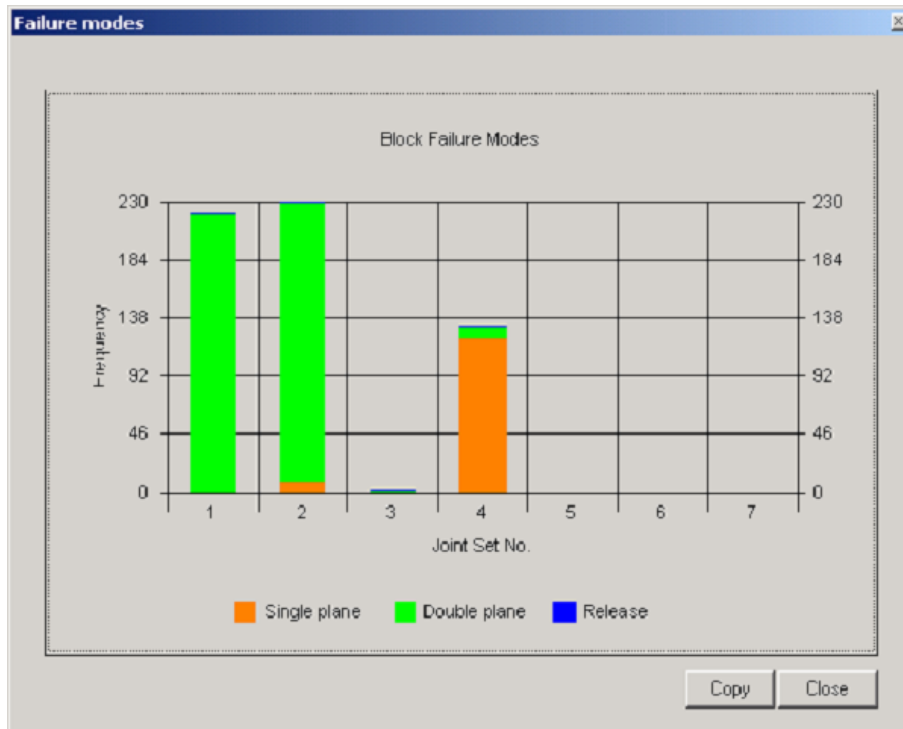 Failure modes
Block Failure Modes
230 230
184 184
138 138
92 92
46 46
0 0
Frequency
1 2 3 4 5 6 7
Joint Set No.
Single plane Double plane Release
Copy Close